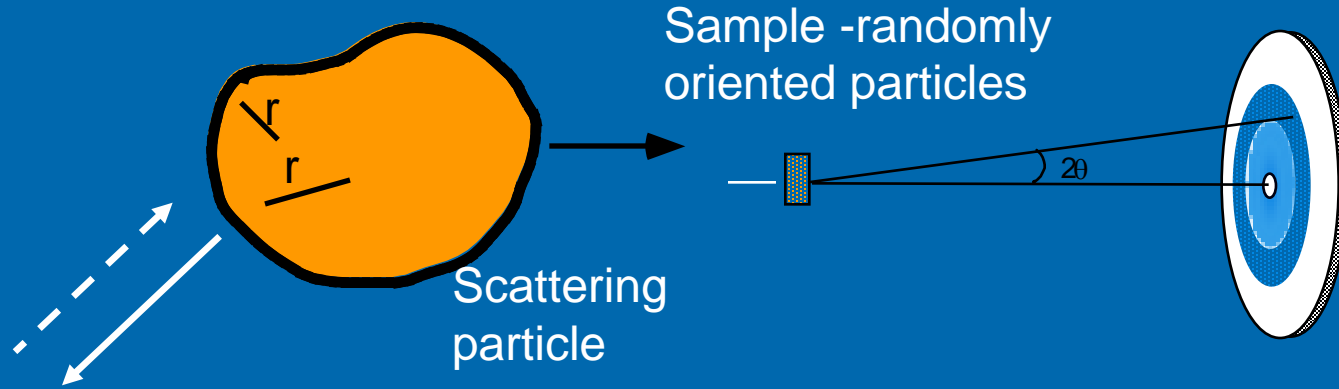 Sample -randomly
oriented particles
r
r
2θ
Scattering
particle